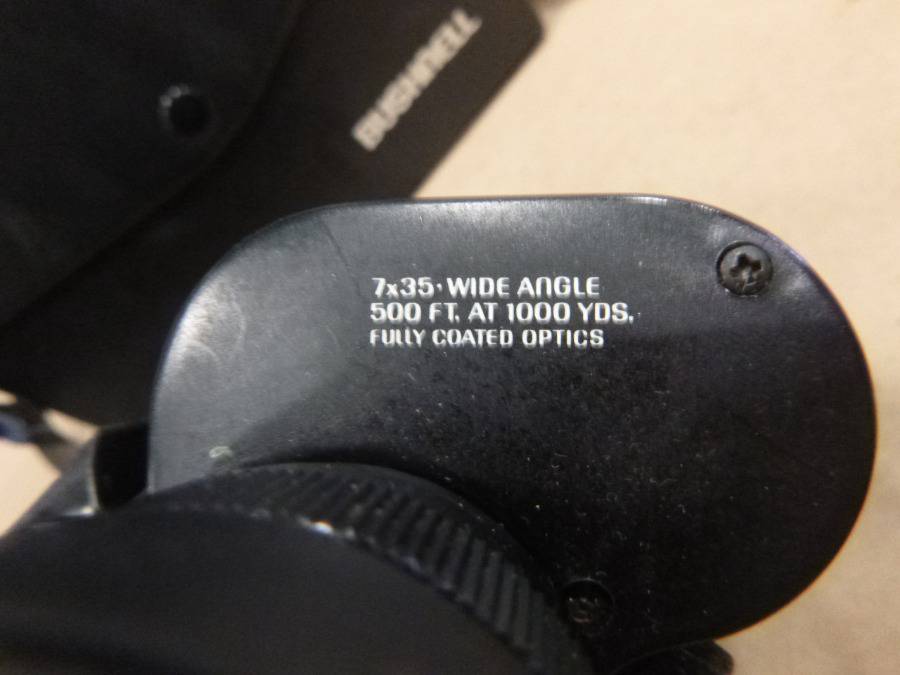 BUSHNELL
7x35·WIDE ANGLE
500 FT. AT 1000 YDS.
FULLY COATED OPTICS